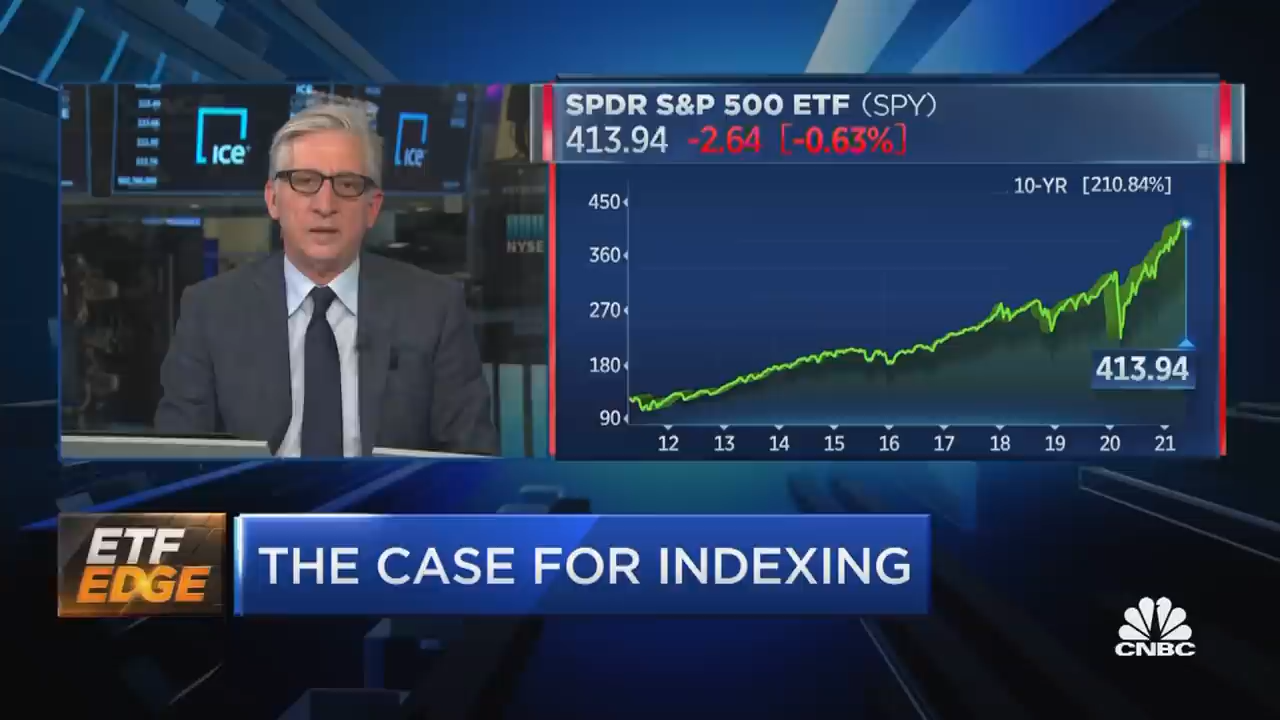 ICE
ICE
NYSE
SPDR S&P 500 ETF (SPY)
413.94 -2.64 [-0.63%]
10-YR [210.84%]
450
360
270
180
90
413.94
12 13 14 15 16 17 18 19 20 21
ETF
EDGE
THE CASE FOR INDEXING
CNBC